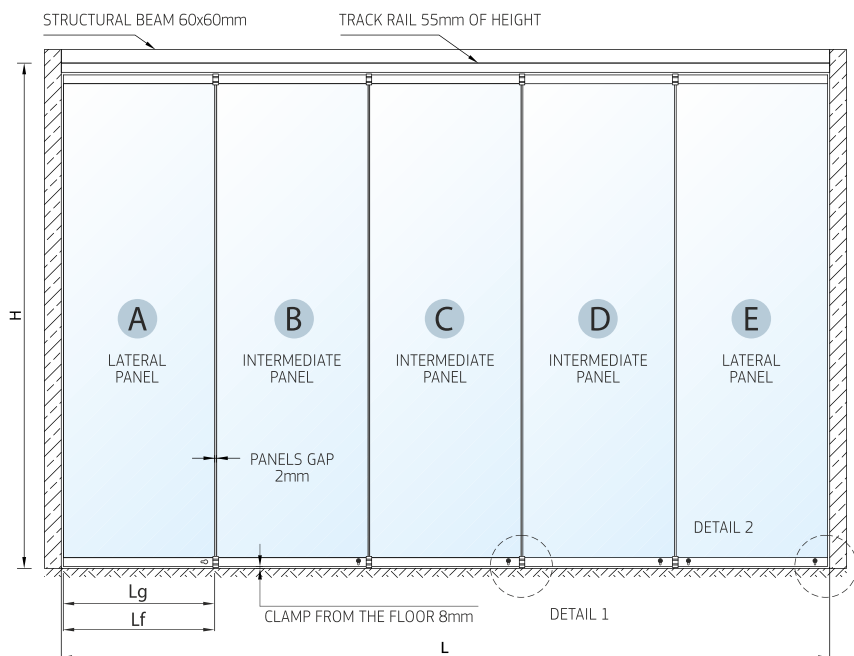 STRUCTURAL BEAM 60x60mm
TRACK RAIL 55mm OF HEIGHT
H
A
LATERAL
PANEL
B
INTERMEDIATE
PANEL
C
INTERMEDIATE
PANEL
D
INTERMEDIATE
PANEL
E
LATERAL
PANEL
PANELS GAP
2mm
DETAIL 2
Lg
Lf
CLAMP FROM THE FLOOR 8mm
DETAIL 1
L